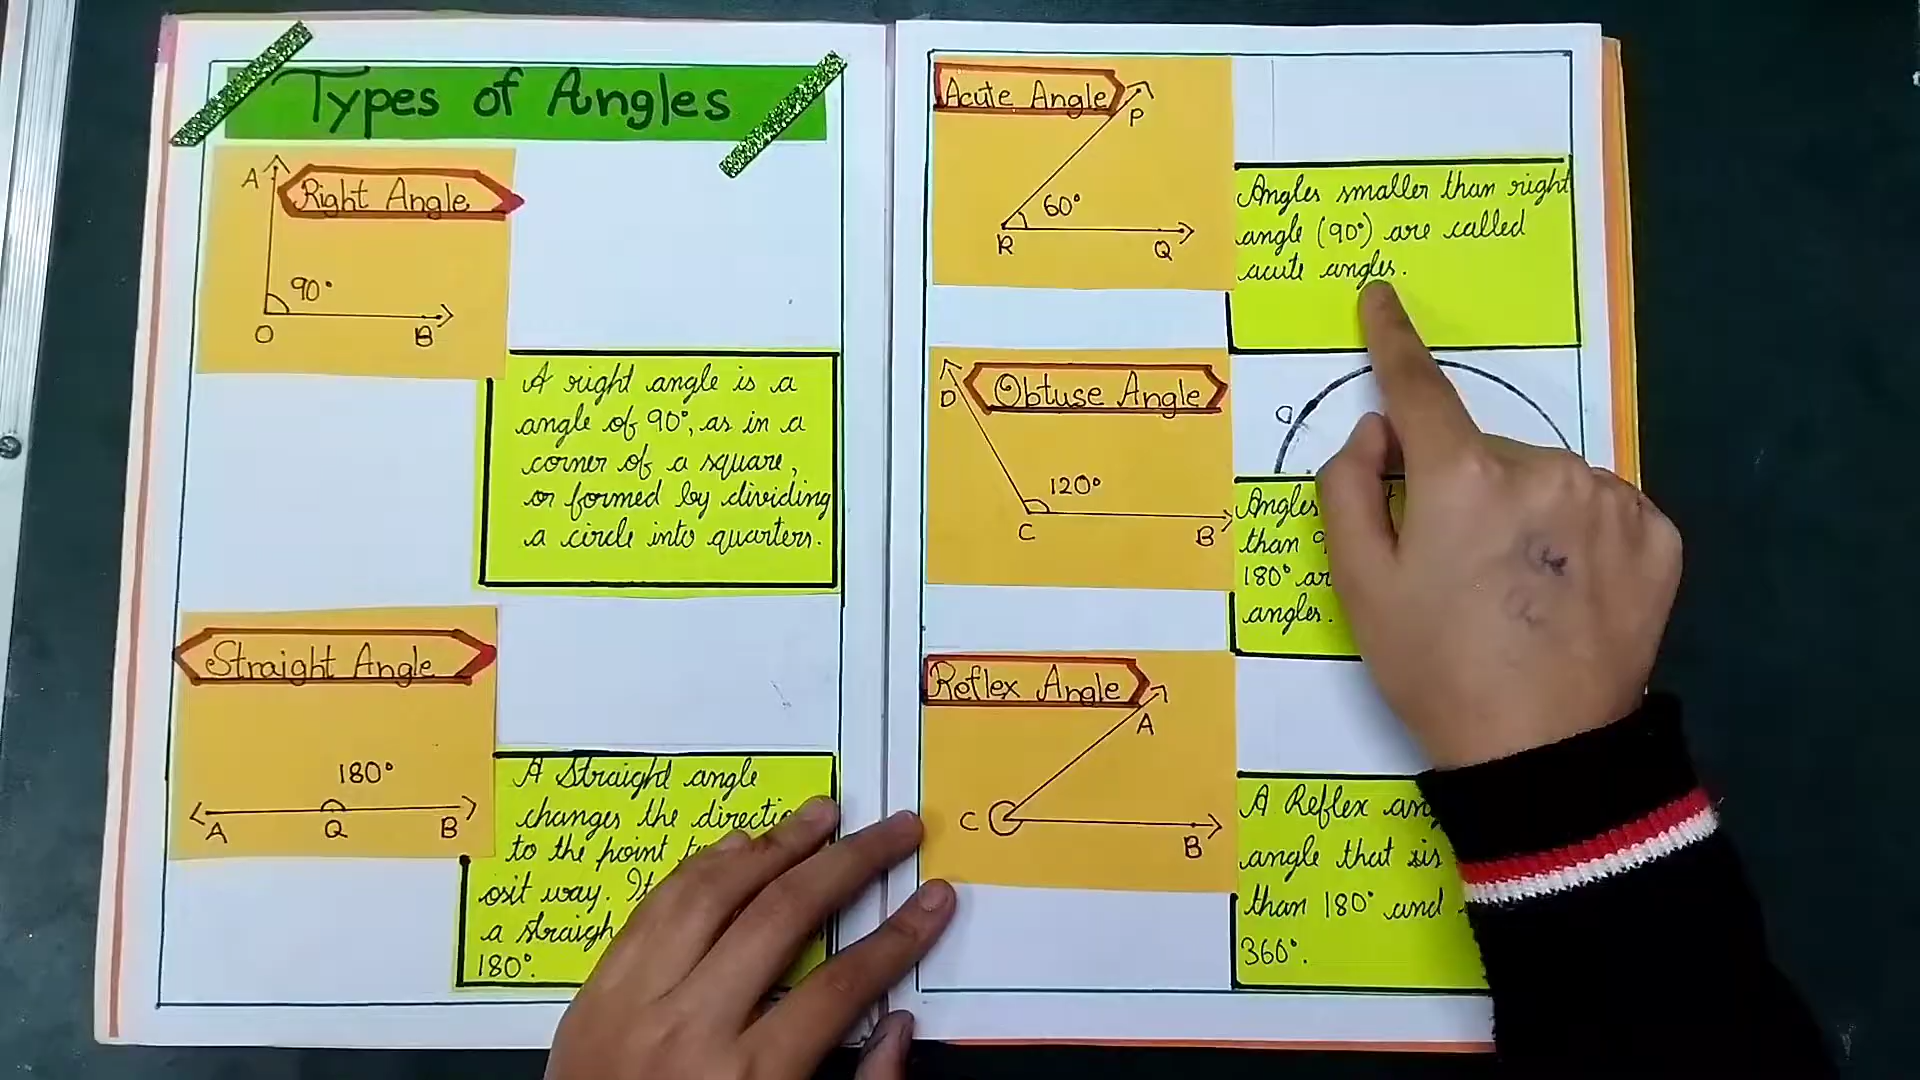 Types of Angles
A
Right Angle
90°
O
B
A right angle is a
angle of 90°, as in a
corner of a square,
or formed by dividing
a circle into quarters.
Straight Angle
180°
A
Q
B
A Straight angle
changes the direction
to the point
osit way. It
a straigh
180°.
Acute Angle
P
60°
R
Q
Angles smaller than right
angle (90°) are called
acute angles.
D
Obtuse Angle
120°
C
B
Angles
than
180° ar
angles.
Reflex Angle
A
C
B
A Reflex
angle that is
than 180° and
360°.